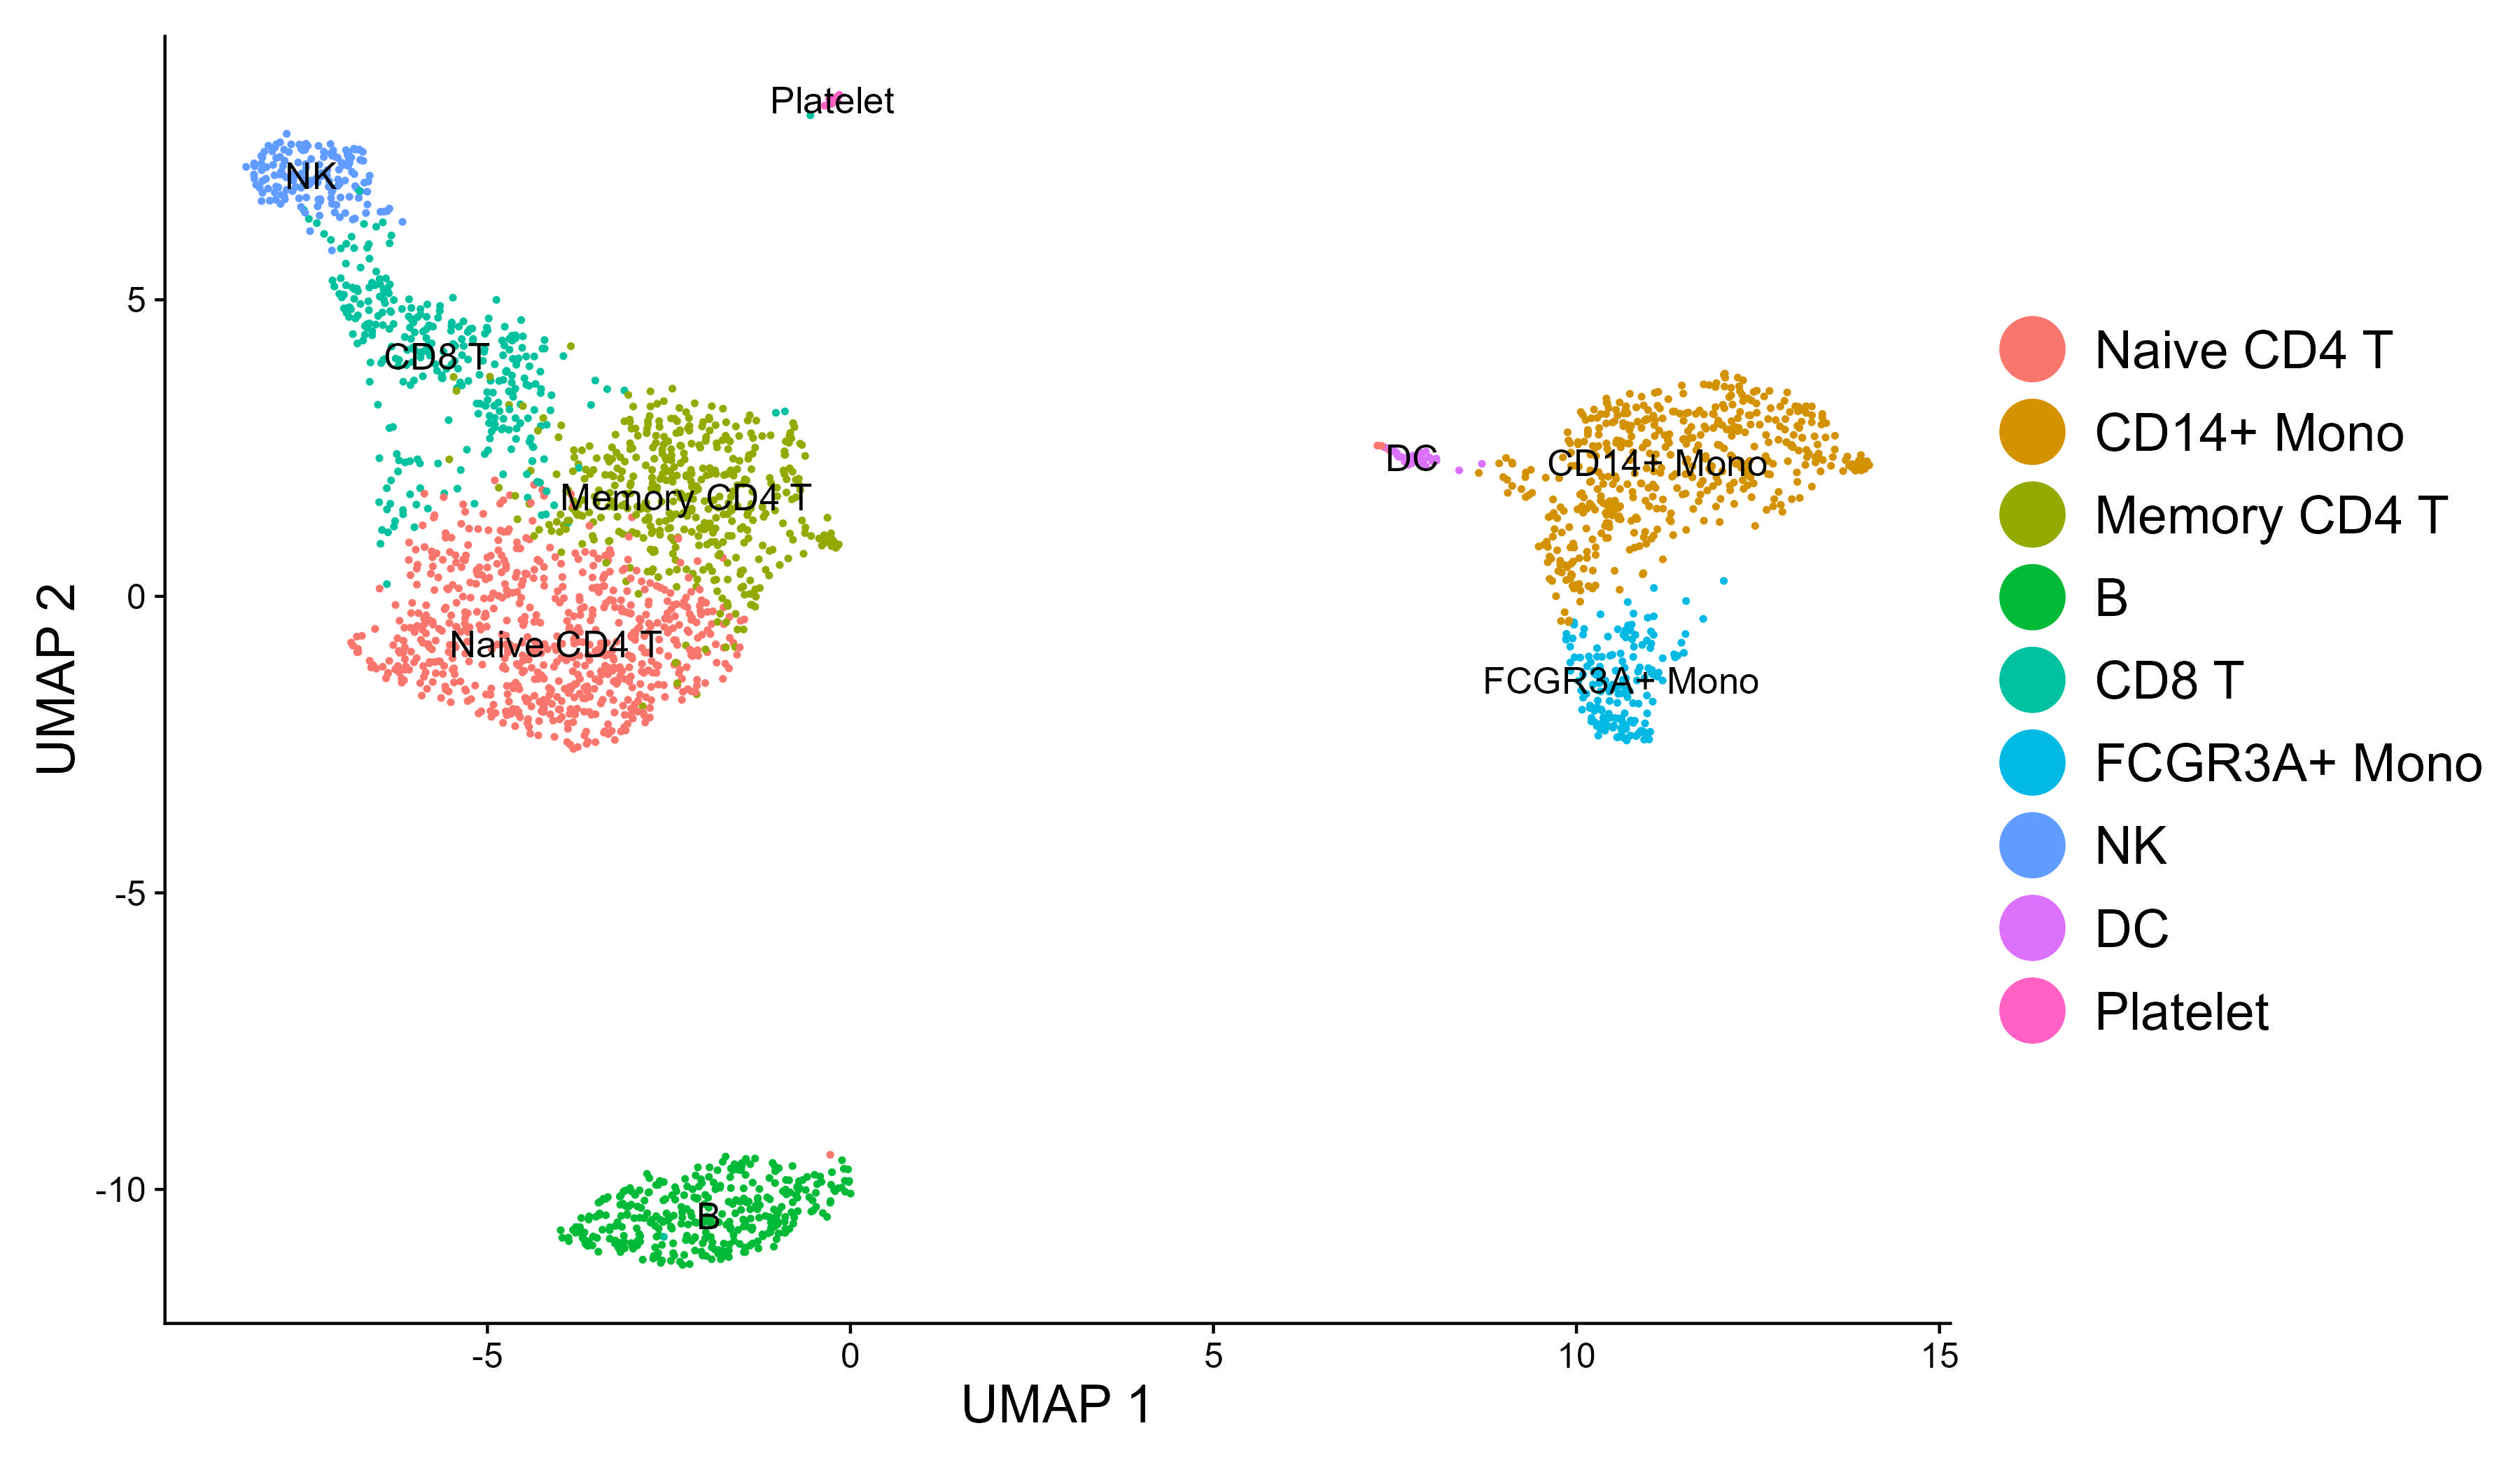 Platelet
NK
5
CD8 T
DC
CD14+ Mono
Memory CD4 T
0
Naive CD4 T
FCGR3A+ Mono
UMAP 2
-5
-10
B
-5
0
5
10
15
UMAP 1
Naive CD4 T
CD14+ Mono
Memory CD4 T
B
CD8 T
FCGR3A+ Mono
NK
DC
Platelet